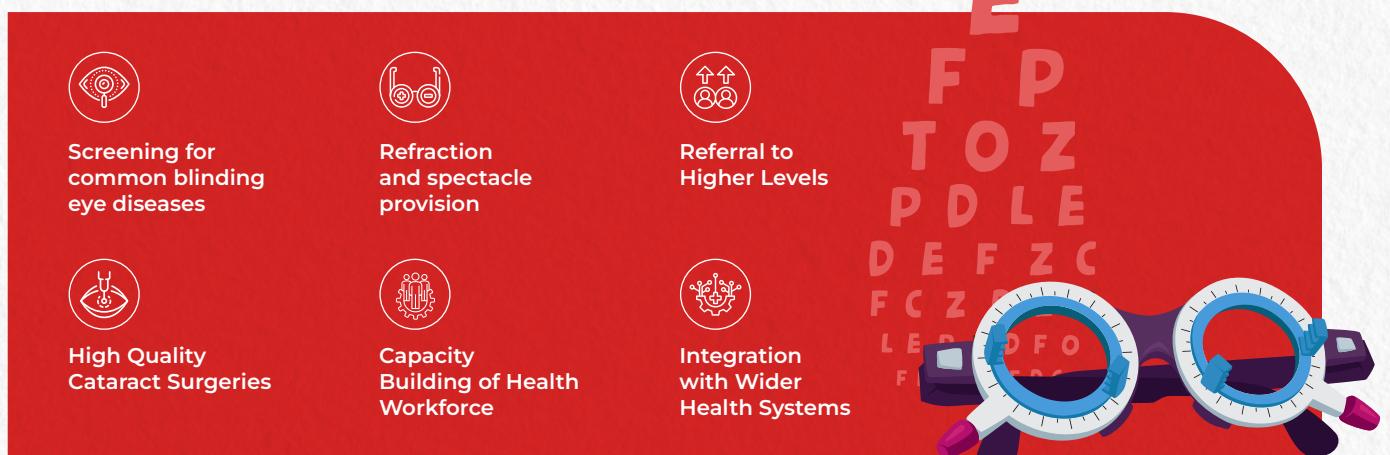 Screening for
common blinding
eye diseases
Refraction
and spectacle
provision
Referral to
Higher Levels
High Quality
Cataract Surgeries
Capacity
Building of Health
Workforce
Integration
with Wider
Health Systems
E
F P
T O Z
P D L E
D E F Z C
F C Z
L E D F O
F